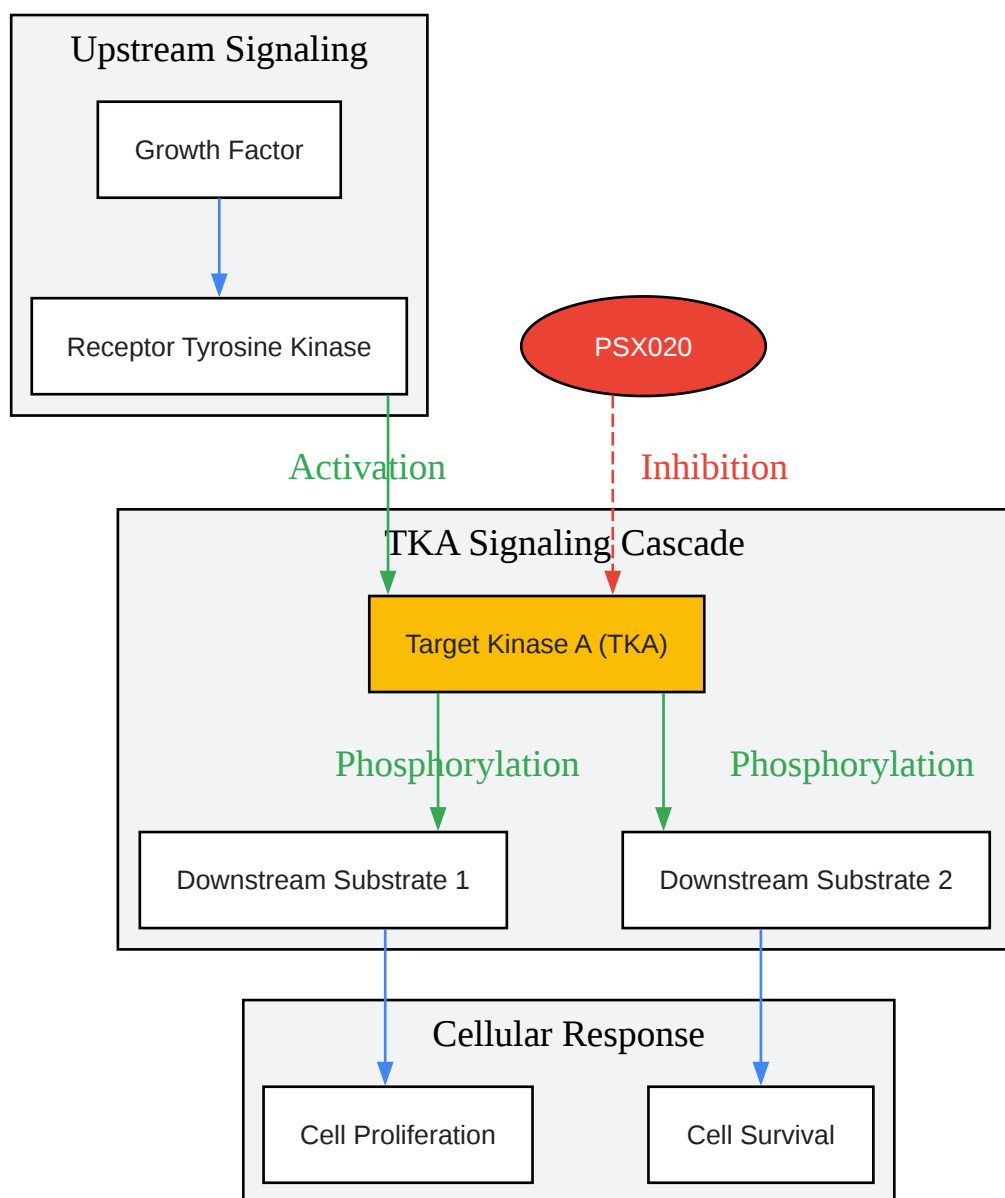 Upstream Signaling
Growth Factor
Receptor Tyrosine Kinase
PSX020
Activation
Inhibition
TKA Signaling Cascade
Target Kinase A (TKA)
Phosphorylation
Phosphorylation
Downstream Substrate 1
Downstream Substrate 2
Cellular Response
Cell Proliferation
Cell Survival